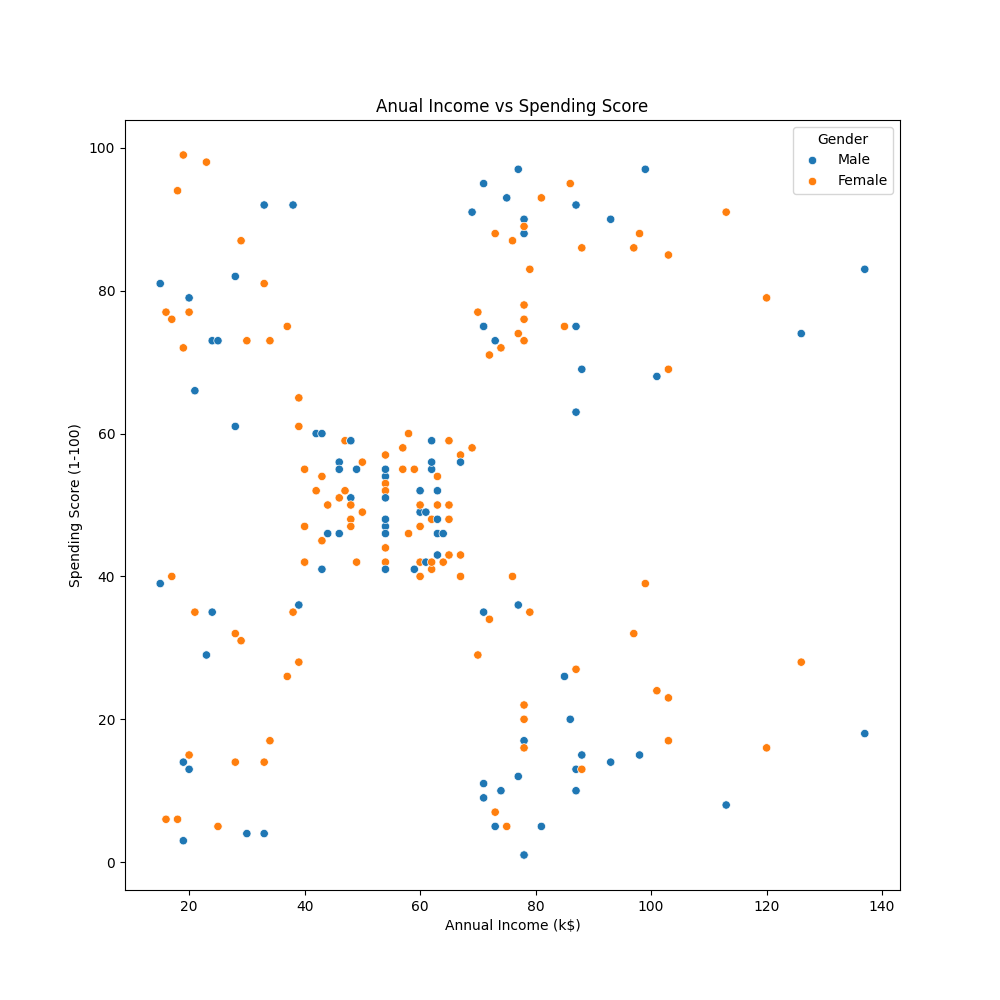 Anual Income vs Spending Score
Gender
Male
Female
100
80
60
40
20
0
Spending Score (1-100)
20 40 60 80 100 120 140
Annual Income (k$)